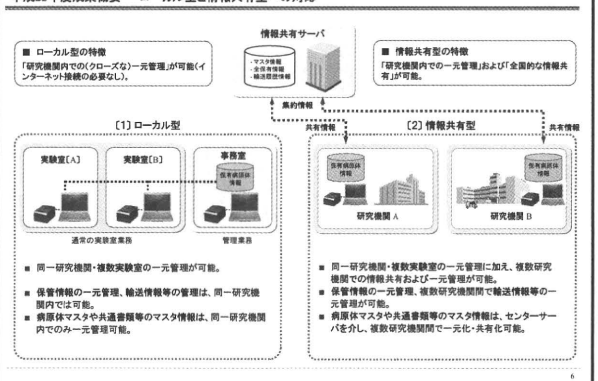 情報共有サーバ
■ ローカル型の特徴
「研究機関内での(クローズな)一元管理」が可能(イ
ンターネット接続の必要なし)。
・マスタ情報
・全保有情報
・輸送履歴情報
■ 情報共有型の特徴
「研究機関内での一元管理」および「全国的な情報共
有」が可能。
集約情報
〔1〕ローカル型
共有情報
〔2〕情報共有型
共有情報
実験室〔A〕
実験室〔B〕
事務室
保有病原体
情報
通常の実験室業務
管理業務
保有病原体
情報
研究機関 A
保有病原体
情報
研究機関 B
■ 同一研究機関・複数実験室の一元管理が可能。
■ 保管情報の一元管理、輸送情報等の管理は、同一研究機
関内では可能。
■ 病原体マスタや共通書類等のマスタ情報は、同一研究機関
内でのみ一元管理可能。
■ 同一研究機関・複数実験室の一元管理に加え、複数研究
機関での情報共有および一元管理が可能。
■ 保管情報の一元管理、複数研究機関間で輸送情報等の一
元管理が可能。
■ 病原体マスタや共通書類等のマスタ情報は、センターサー
バを介し、複数研究機関間で一元化・共有化可能。
6